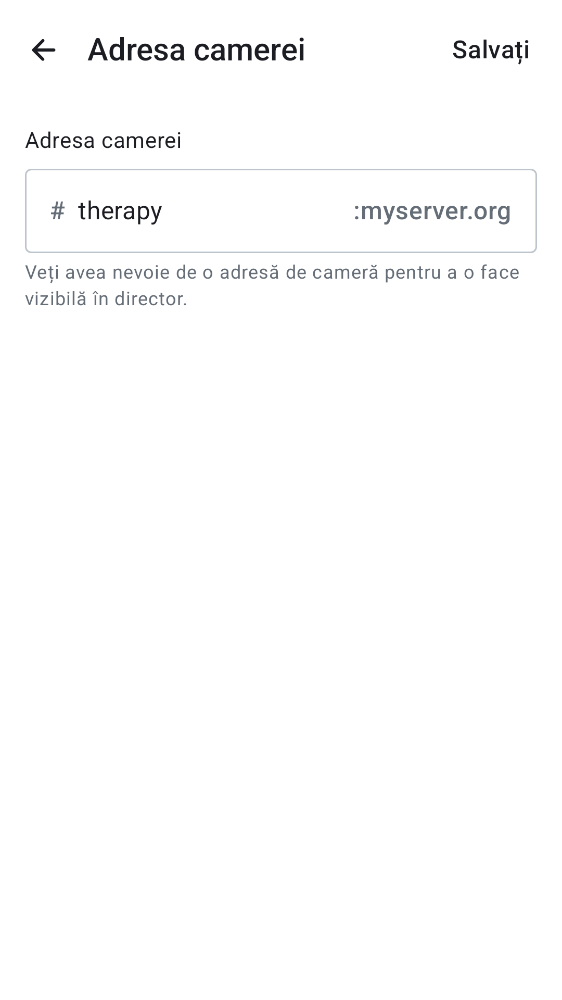 Adresa camerei
Salvați
Adresa camerei
# therapy :myserver.org
Veți avea nevoie de o adresă de cameră pentru a o face
vizibilă în director.